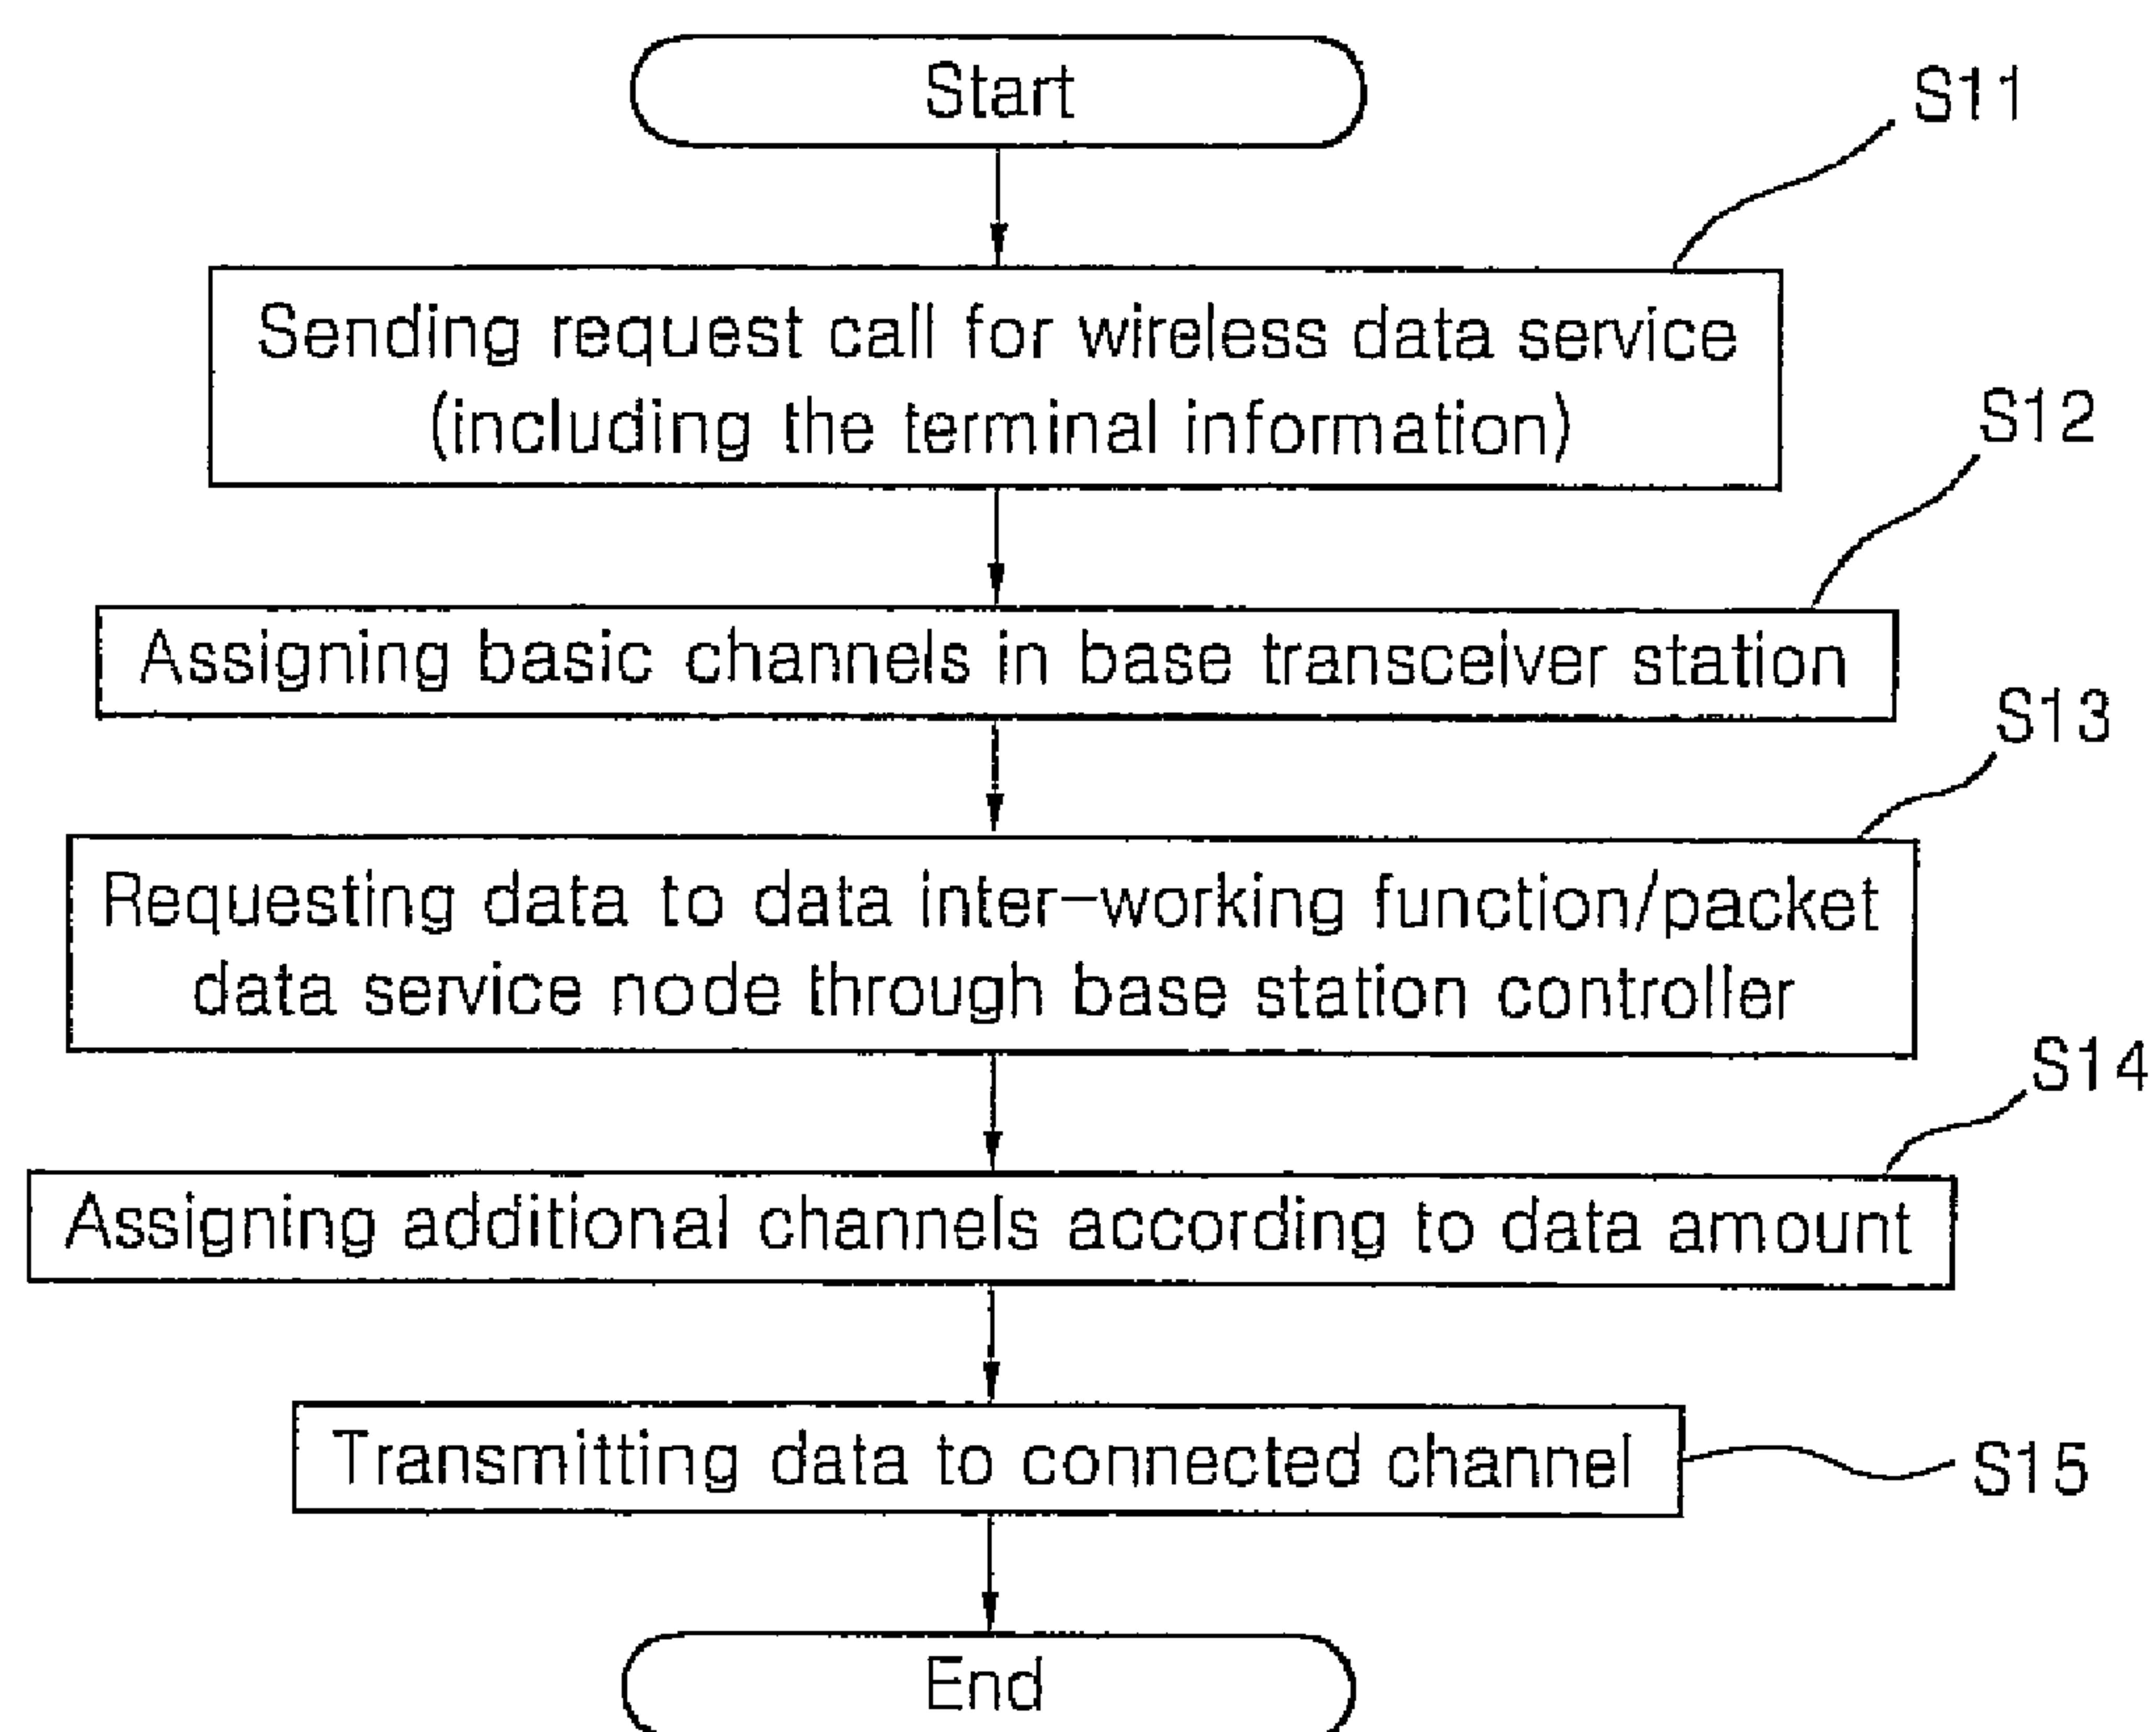 Start
S11
Sending request call for wireless data service
(including the terminal information)
S12
Assigning basic channels in base transceiver station
S13
Requesting data to data inter-working function/packet
data service node through base station controller
S14
Assigning additional channels according to data amount
Transmitting data to connected channel
S15
End